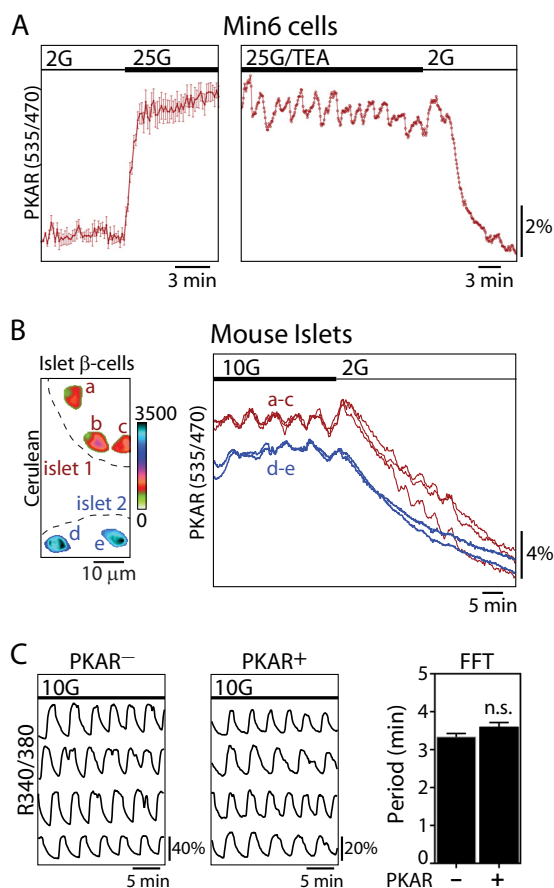 A
Min6 cells
2G 25G
25G/TEA 2G
PKAR (535/470)
2%
3 min
3 min
B
Mouse Islets
Islet β-cells
Cerulean
a
b c
islet 1
islet 2
d e
3500
0
10 µm
10G 2G
PKAR (535/470)
a-c
d-e
4%
5 min
C
PKAR— PKAR+ FFT
10G 10G
R340/380
40%
20%
5 min
5 min
Period (min)
5
4
3
2
1
0
n.s.
PKAR – +